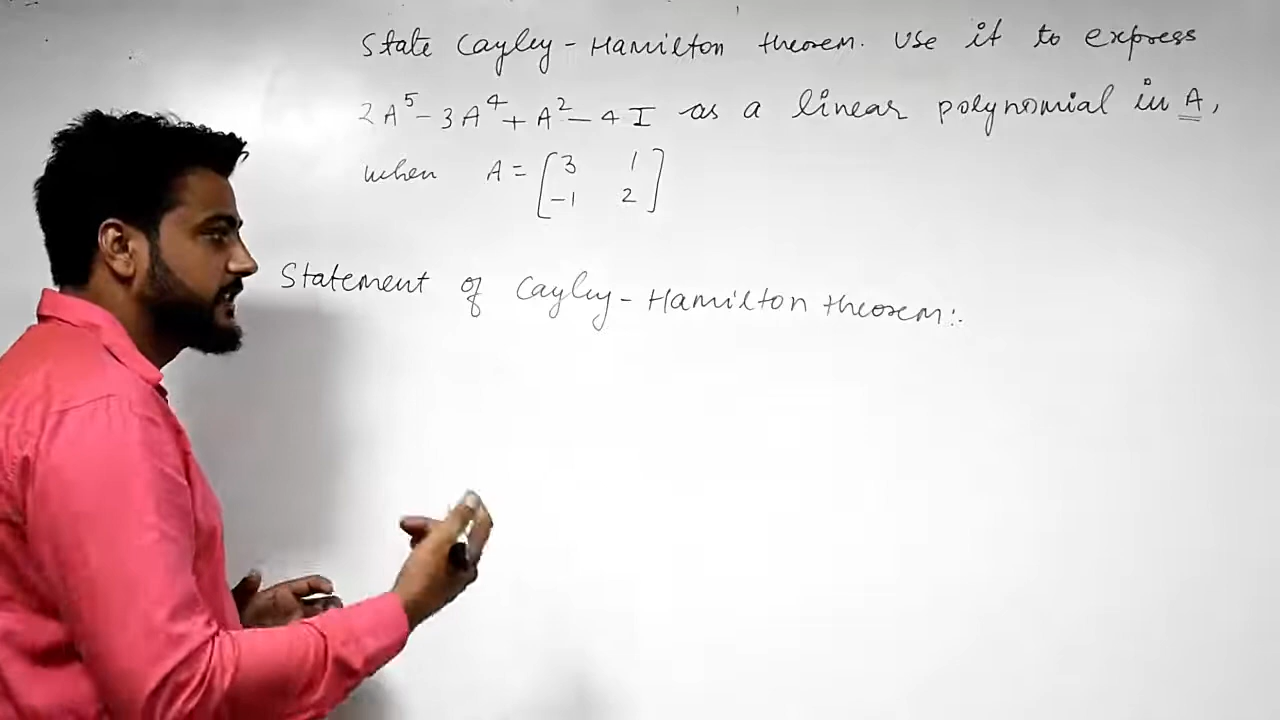 State Cayley-Hamilton theorem. Use it to express
2A⁵-3A⁴+A²-4I as a linear polynomial in A,
when A = [3 1
-1 2]
Statement of Cayley-Hamilton theorem:.